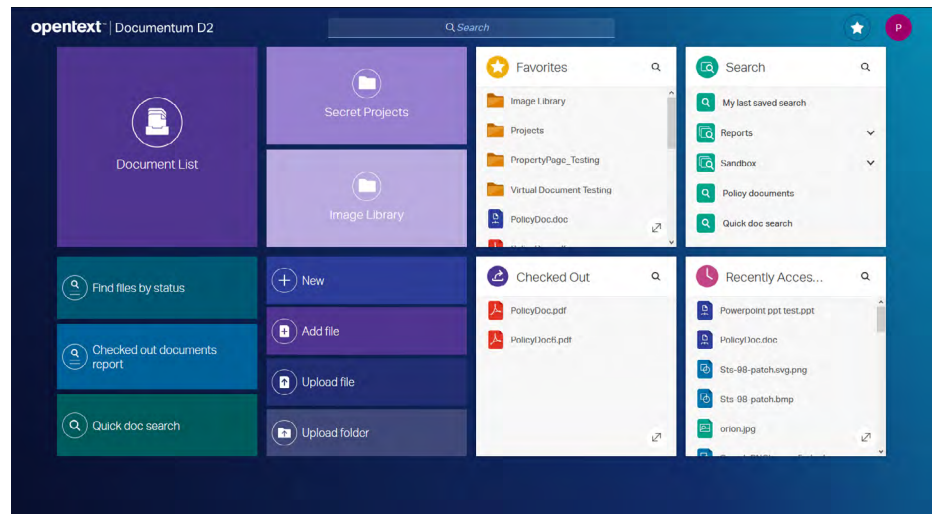 opentext™ | Documentum D2
Search
P
Document List
Secret Projects
Image Library
Favorites
Image Library
Projects
PropertyPage_Testing
Virtual Document Testing
PolicyDoc.doc
Search
My last saved search
Reports
Sandbox
Policy documents
Quick doc search
Find files by status
Checked out documents
report
Quick doc search
New
Add file
Upload file
Upload folder
Checked Out
PolicyDoc.pdf
PolicyDoc6.pdf
Recently Acces...
Powerpoint ppt test.ppt
PolicyDoc.doc
Sts-98-patch.svg.png
Sts-98-patch.bmp
orion.jpg